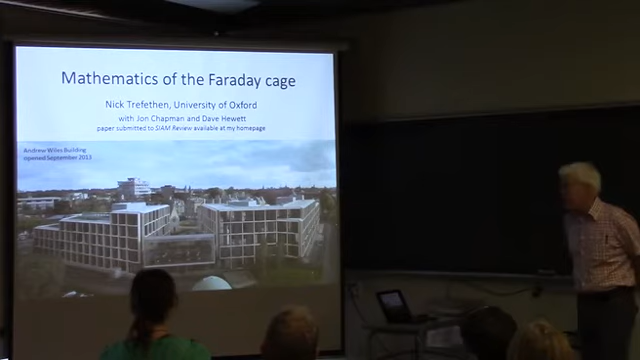 Mathematics of the Faraday cage
Nick Trefethen, University of Oxford
with Jon Chapman and Dave Hewett
paper submitted to SIAM Review available at my homepage
Andrew Wiles Building
opened September 2013